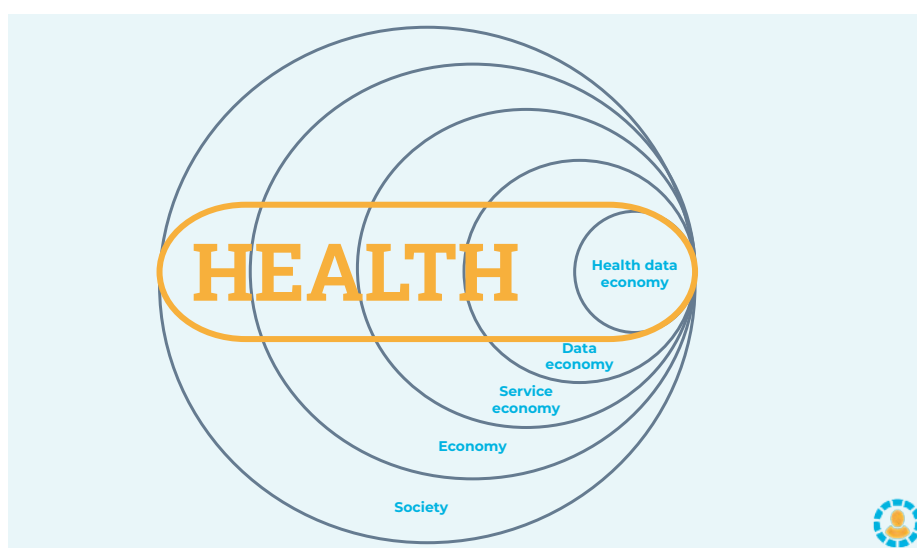 HEALTH
Health data
economy
Data
economy
Service
economy
Economy
Society